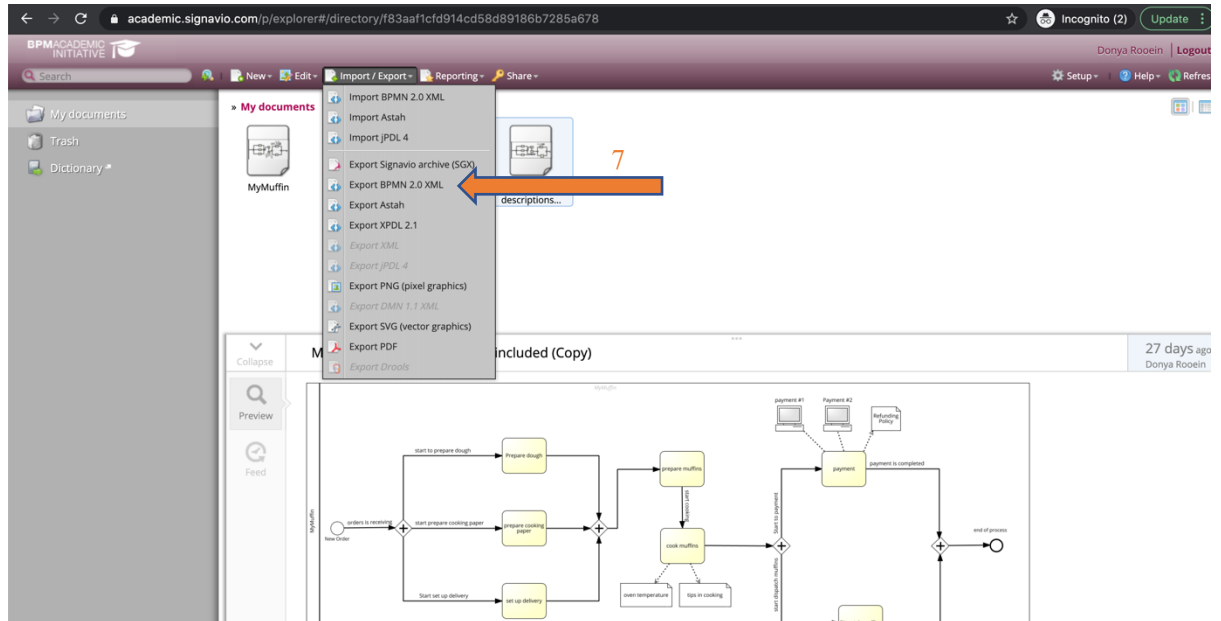 academic.signavio.com/p/explorer#/directory/f83aaf1cfd914cd58d89186b7285a678
Incognito (2)
Update
BPMACADEMIC
INITIATIVE
Donya Rooein | Logout
Search
New
Edit
Import / Export
Reporting
Share
Setup
Help
Refres
My documents
Trash
Dictionary
» My documents
MyMuffin
descriptions...
Import BPMN 2.0 XML
Import Astah
Import jPDL 4
Export Signavio archive (SGX)
Export BPMN 2.0 XML
Export Astah
Export XPDL 2.1
Export XML
Export jPDL 4
Export PNG (pixel graphics)
Export DMN 1.1 XML
Export SVG (vector graphics)
Export PDF
Export Drools
7
Collapse
M
included (Copy)
27 days ago
Donya Rooein
Preview
Feed
MyMuffin
MyMuffin
New Order
orders is receiving
start to prepare dough
Prepare dough
start prepare cooking paper
prepare cooking
paper
Start set up delivery
set up delivery
prepare muffins
start cooking
cook muffins
oven temperature
tips in cooking
payment #1
Payment #2
Refunding
Policy
Start to payment
payment
payment is completed
start dispatch muffins
end of process